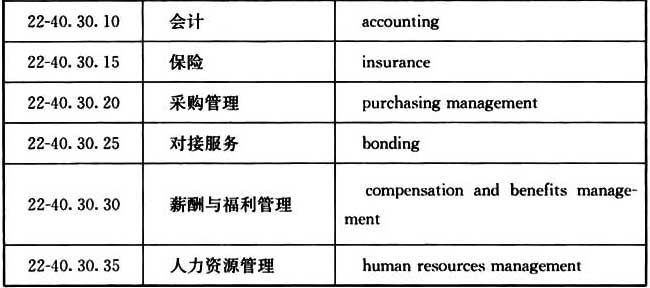 22-40.30.10 会计 accounting
22-40.30.15 保险 insurance
22-40.30.20 采购管理 purchasing management
22-40.30.25 对接服务 bonding
22-40.30.30 薪酬与福利管理 compensation and benefits manage-
ment
22-40.30.35 人力资源管理 human resources management